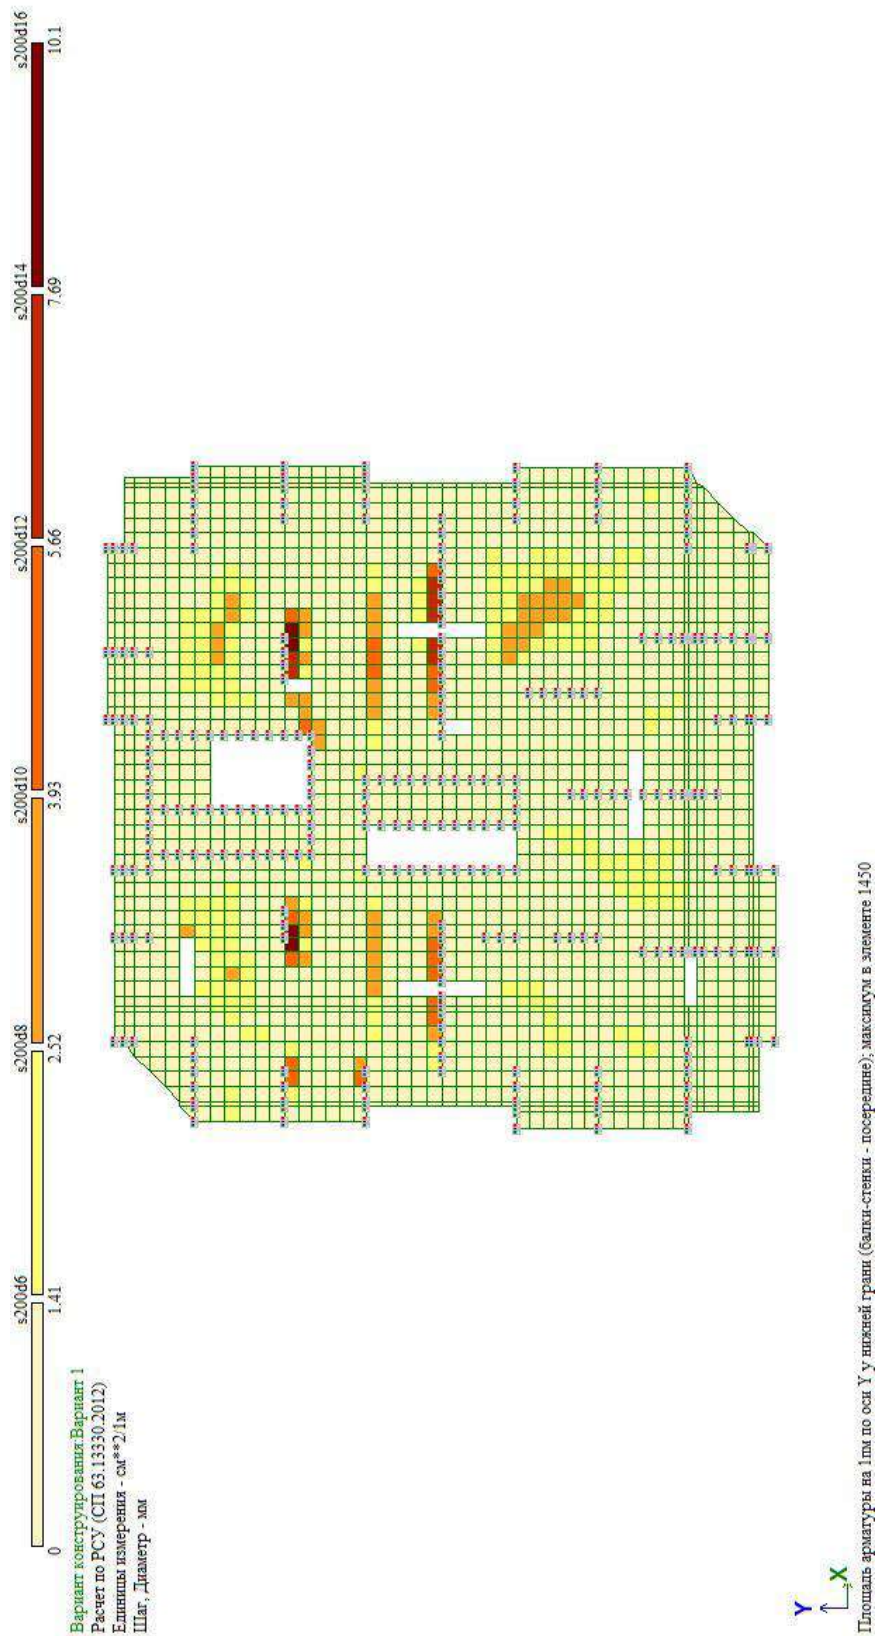 s200d6 s200d8 s200d10 s200d12 s200d14 s200d16
0 1.41 2.52 3.93 5.66 7.69 10.1
Вариант конструирования:Вариант 1
Расчет по РСУ (СП 63.13330.2012)
Единицы измерения - см**2/1м
Шаг, Диаметр - мм
Y
X
Площадь арматуры на 1пм по оси Y у нижней грани (балки-стенки - посередине); максимум в элементе 1450